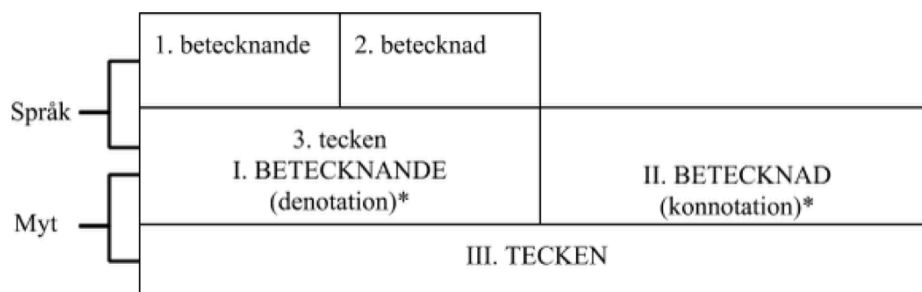 1. betecknande
2. betecknad
Språk
3. tecken
I. BETECKNANDE
(denotation)*
II. BETECKNAD
(konnotation)*
Myt
III. TECKEN